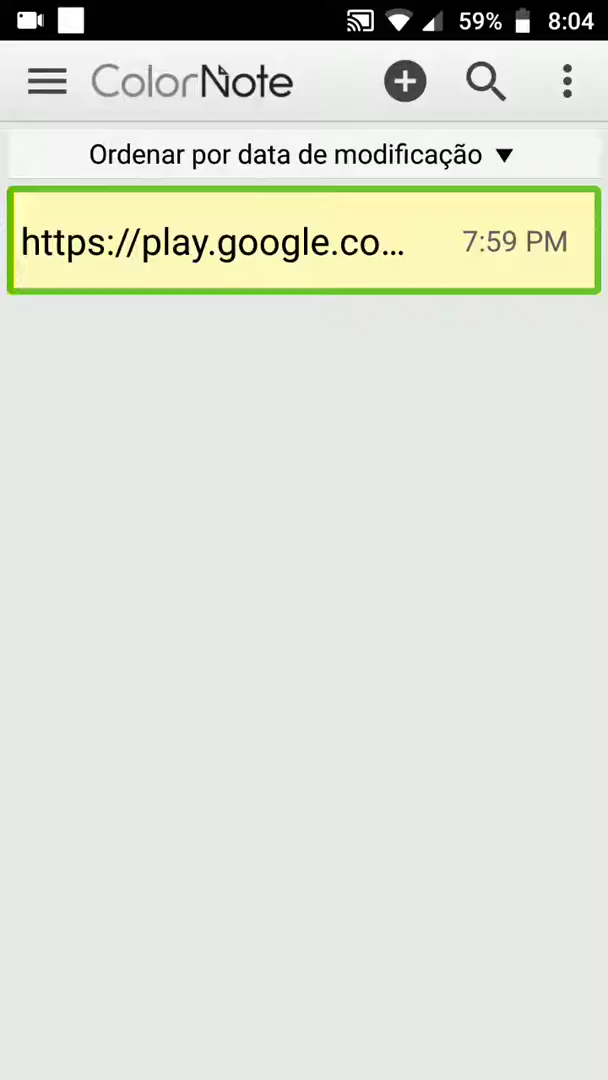 59% 8:04
ColorNote
Ordenar por data de modificação ▼
https://play.google.co... 7:59 PM